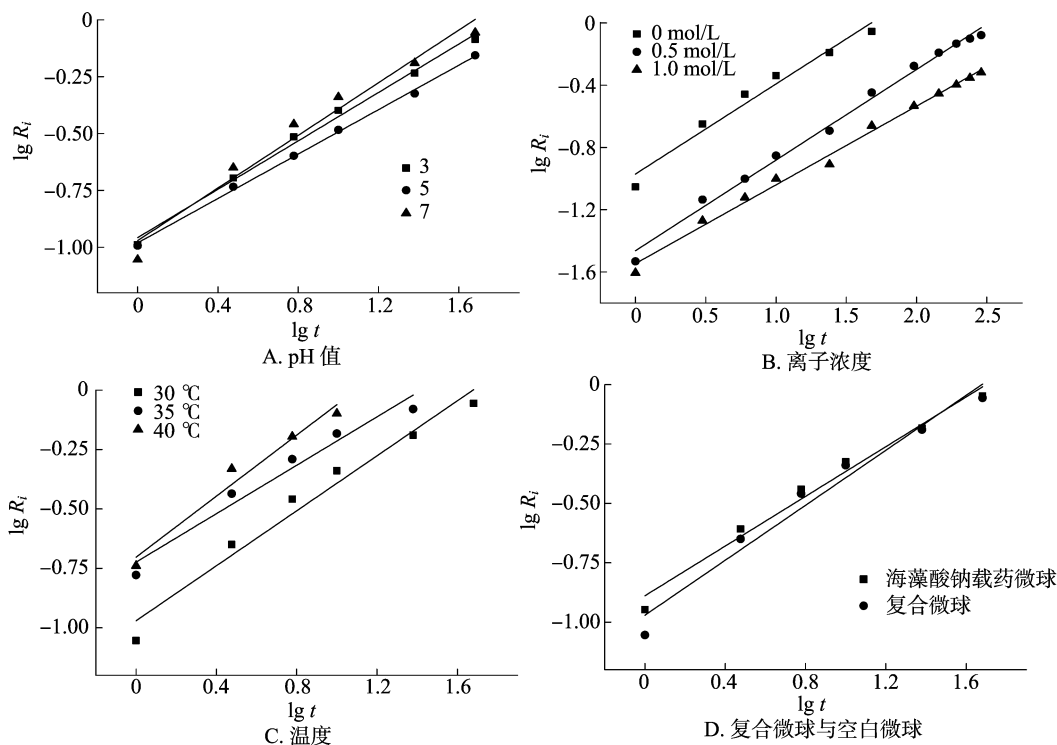 0
−0.25
−0.50
−0.75
−1.00
lg Rᵢ
3
5
7
0 0.4 0.8 1.2 1.6
lg t
A. pH 值
0
−0.4
−0.8
−1.2
−1.6
lg Rᵢ
0 mol/L
0.5 mol/L
1.0 mol/L
0 0.5 1.0 1.5 2.0 2.5
lg t
B. 离子浓度
0
−0.25
−0.50
−0.75
−1.00
lg Rᵢ
30 ℃
35 ℃
40 ℃
0 0.4 0.8 1.2 1.6
lg t
C. 温度
0
−0.25
−0.50
−0.75
−1.00
lg Rᵢ
海藻酸钠载药微球
复合微球
0 0.4 0.8 1.2 1.6
lg t
D. 复合微球与空白微球